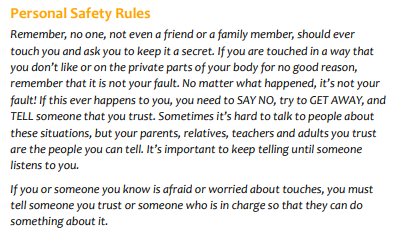 Personal Safety Rules
Remember, no one, not even a friend or a family member, should ever
touch you and ask you to keep it a secret. If you are touched in a way that
you don't like or on the private parts of your body for no good reason,
remember that it is not your fault. No matter what happened, it's not your
fault! If this ever happens to you, you need to SAY NO, try to GET AWAY, and
TELL someone that you trust. Sometimes it's hard to talk to people about
these situations, but your parents, relatives, teachers and adults you trust
are the people you can tell. It's important to keep telling until someone
listens to you.
If you or someone you know is afraid or worried about touches, you must
tell someone you trust or someone who is in charge so that they can do
something about it.